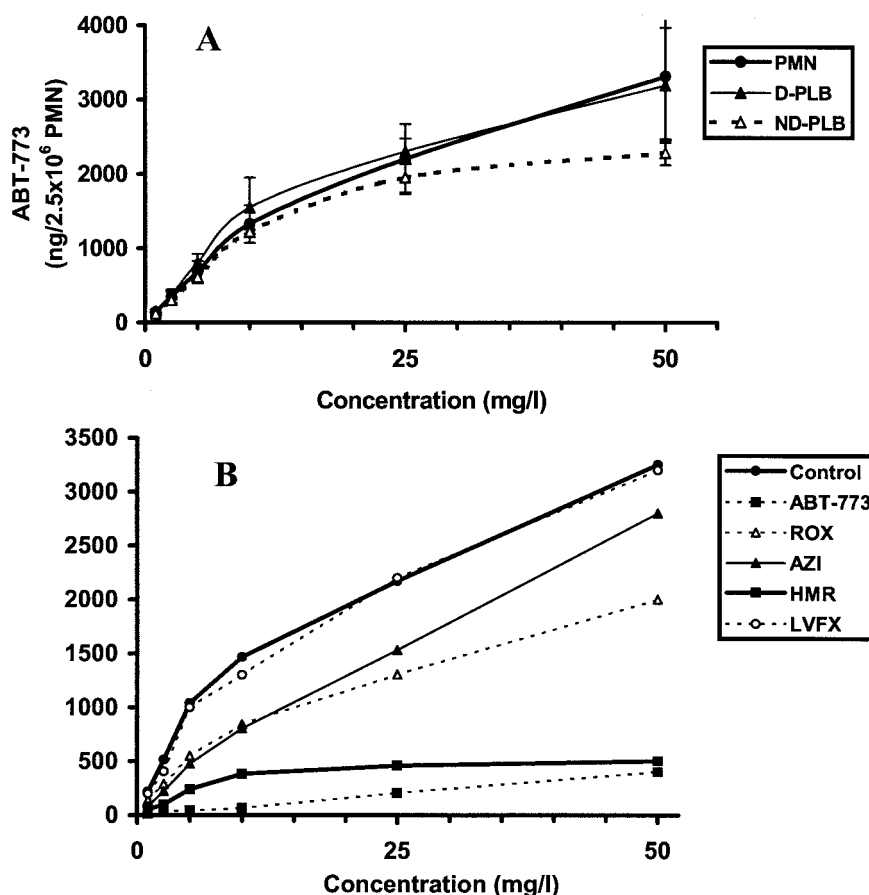 A
4000
3000
2000
1000
0
ABT-773
(ng/2.5x10⁶ PMN)
0
25
50
Concentration (mg/l)
PMN
D-PLB
ND-PLB
B
3500
3000
2500
2000
1500
1000
500
0
0
25
50
Concentration (mg/l)
Control
ABT-773
ROX
AZI
HMR
LVFX